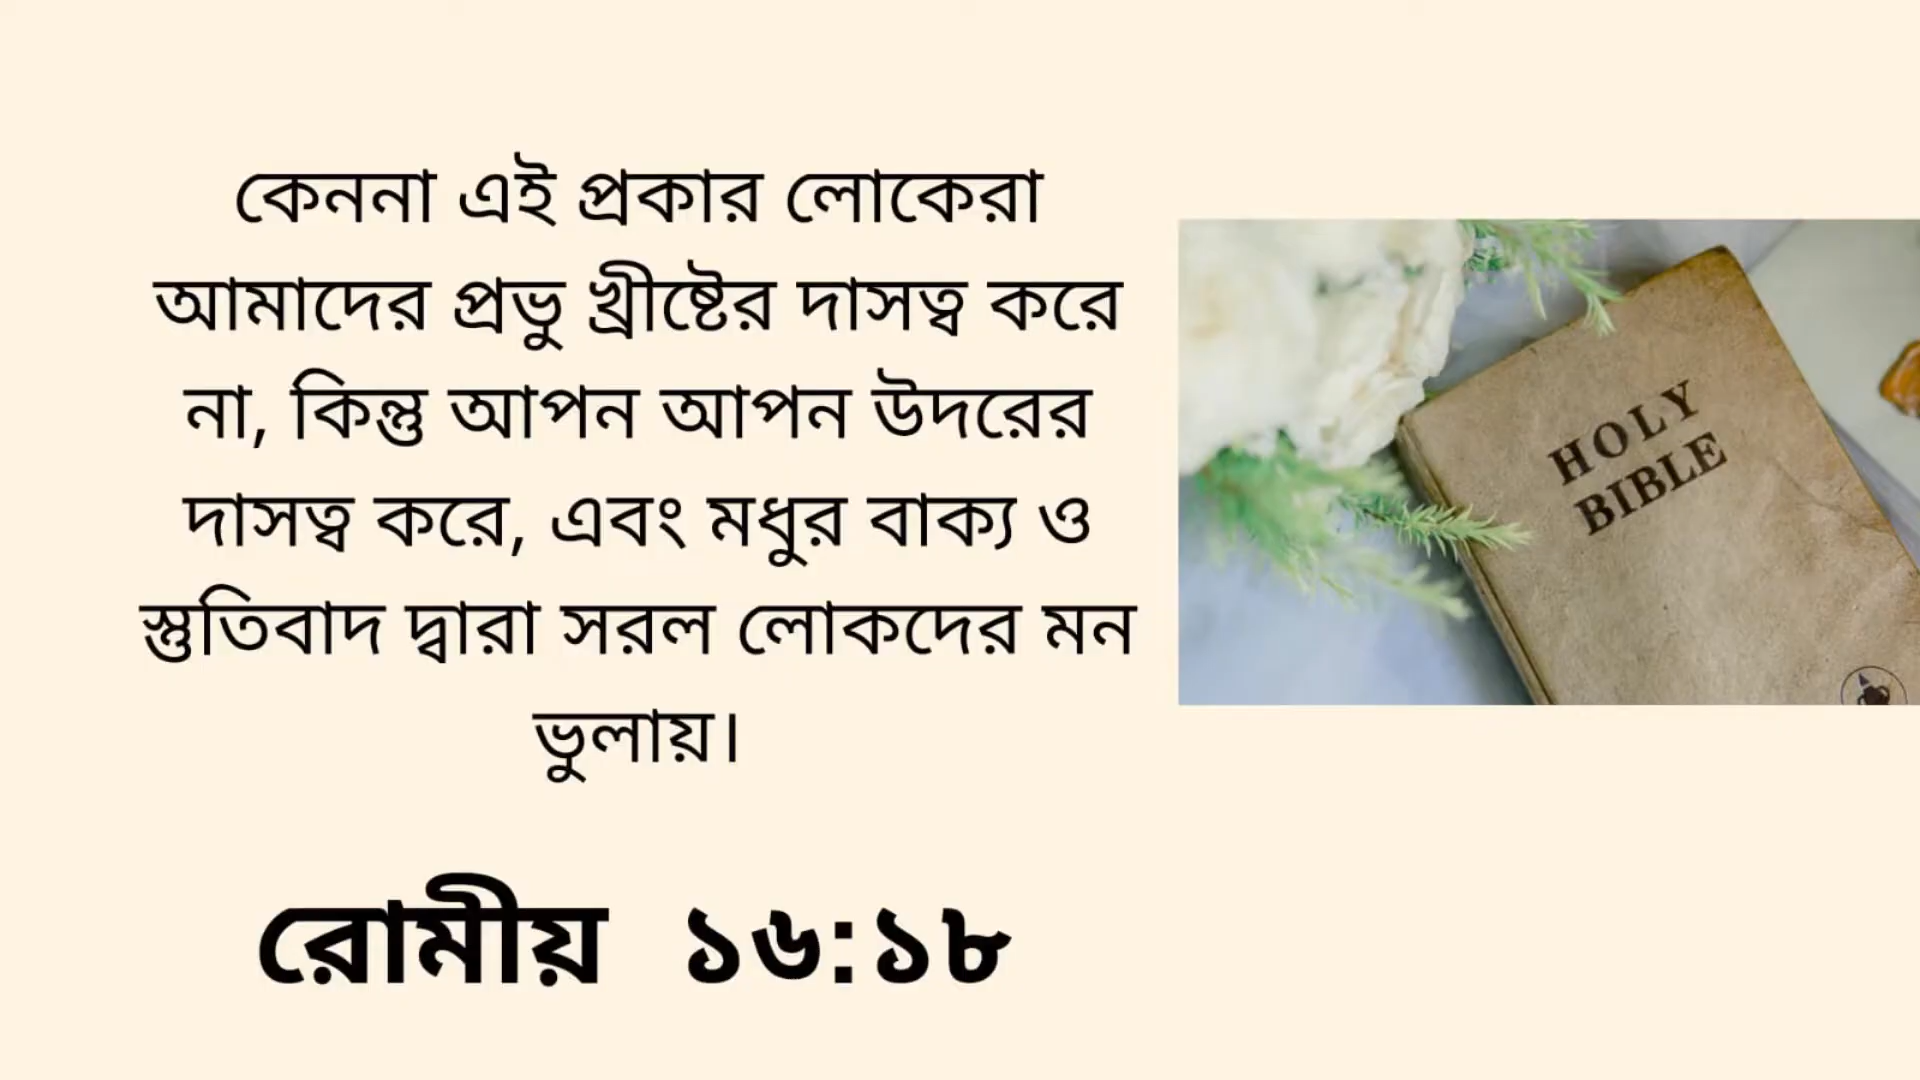 কেননা এই প্রকার লোকেরা
আমাদের প্রভু খ্রীষ্টের দাসত্ব করে
না, কিন্তু আপন আপন উদরের
দাসত্ব করে, এবং মধুর বাক্য ও
স্তুতিবাদ দ্বারা সরল লোকদের মন
ভুলায়।
রোমীয় ১৬:১৮
HOLY
BIBLE